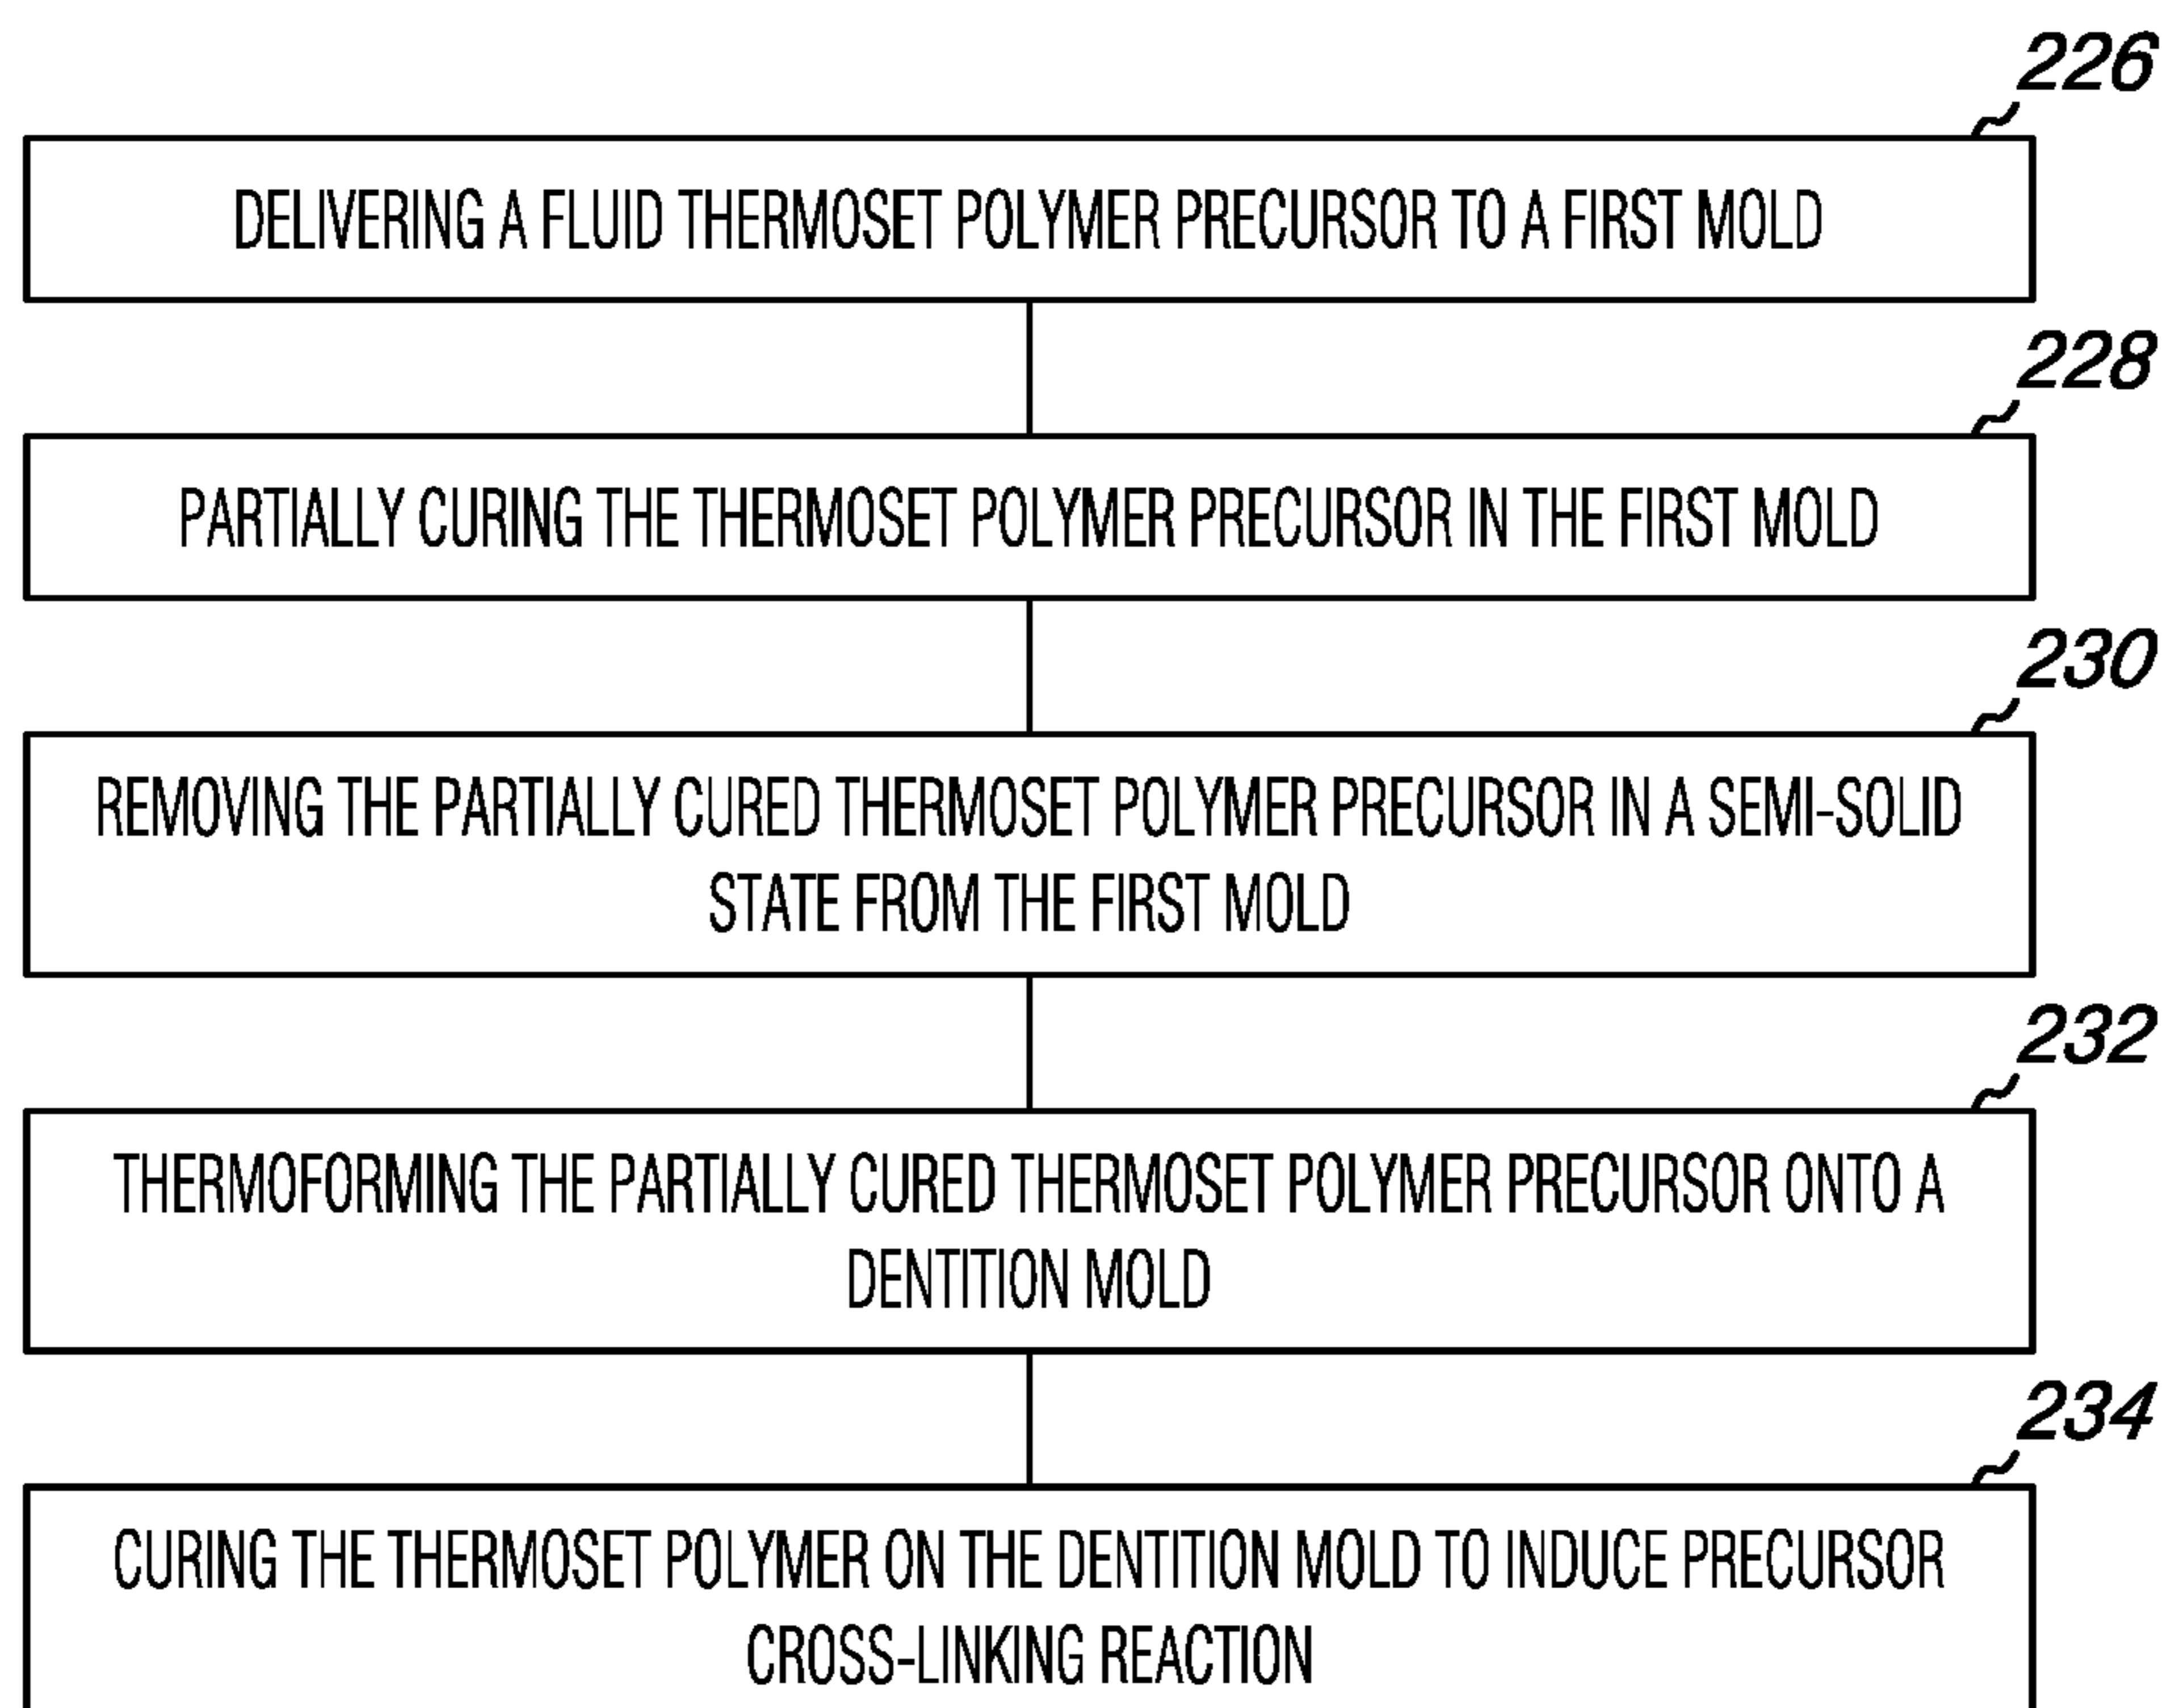 226
DELIVERING A FLUID THERMOSET POLYMER PRECURSOR TO A FIRST MOLD
228
PARTIALLY CURING THE THERMOSET POLYMER PRECURSOR IN THE FIRST MOLD
230
REMOVING THE PARTIALLY CURED THERMOSET POLYMER PRECURSOR IN A SEMI-SOLID
STATE FROM THE FIRST MOLD
232
THERMOFORMING THE PARTIALLY CURED THERMOSET POLYMER PRECURSOR ONTO A
DENTITION MOLD
234
CURING THE THERMOSET POLYMER ON THE DENTITION MOLD TO INDUCE PRECURSOR
CROSS-LINKING REACTION